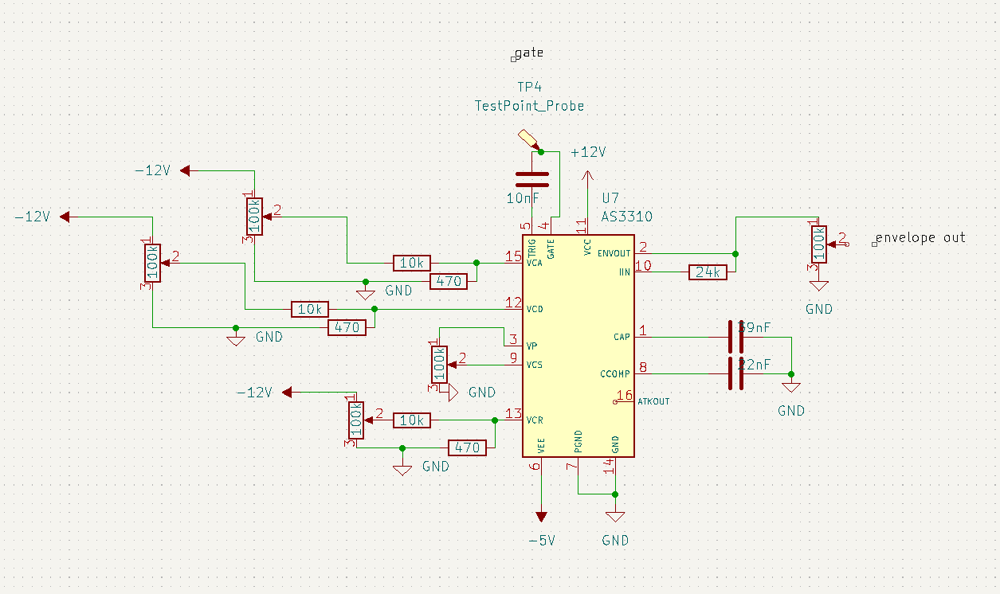 gate
TP4
TestPoint_Probe
+12V
10nF
U7
AS3310
-12V
-12V
1
100k
2
3
1
100k
2
3
10k
470
GND
10k
470
GND
5
4
11
TRIG
GATE
VCC
15
VCA
12
VCD
3
VP
9
VCS
13
VCR
ENVOUT
2
IIN
10
CAP
1
CCOMP
8
16
ATKOUT
VEE
PGND
GND
6
7
14
24k
1
100k
2
3
envelope out
GND
22nF
GND
1
100k
2
3
GND
-12V
1
100k
2
3
10k
470
GND
-5V
GND